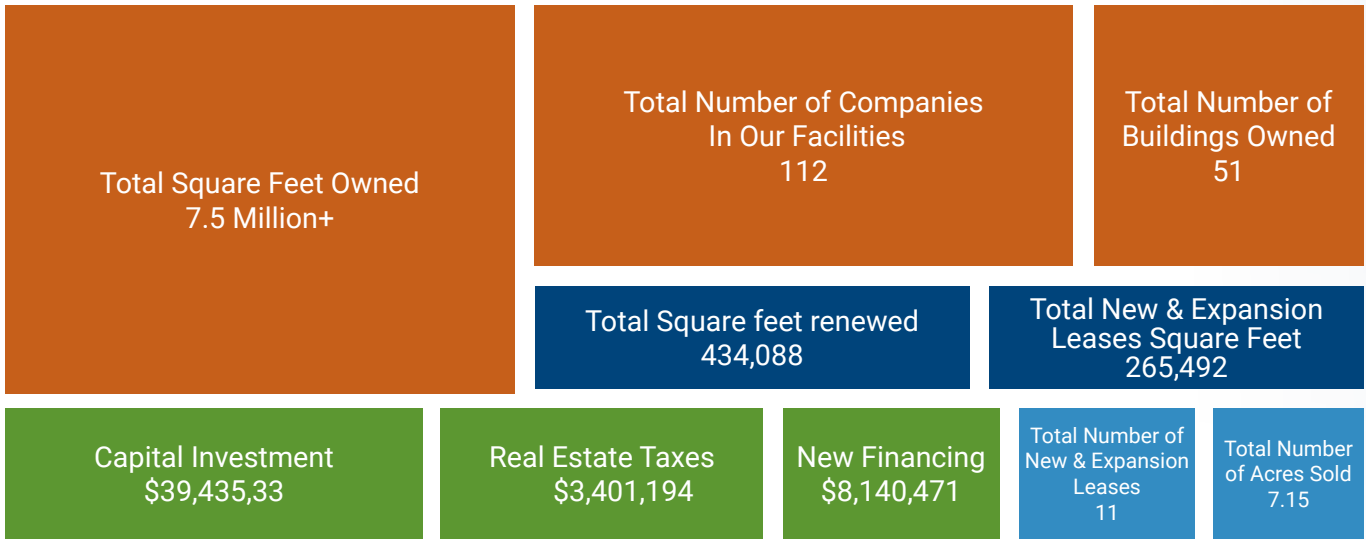 Total Square Feet Owned
7.5 Million+
Total Number of Companies
In Our Facilities
112
Total Number of
Buildings Owned
51
Total Square feet renewed
434,088
Total New & Expansion
Leases Square Feet
265,492
Capital Investment
$39,435,33
Real Estate Taxes
$3,401,194
New Financing
$8,140,471
Total Number of
New & Expansion
Leases
11
Total Number
of Acres Sold
7.15